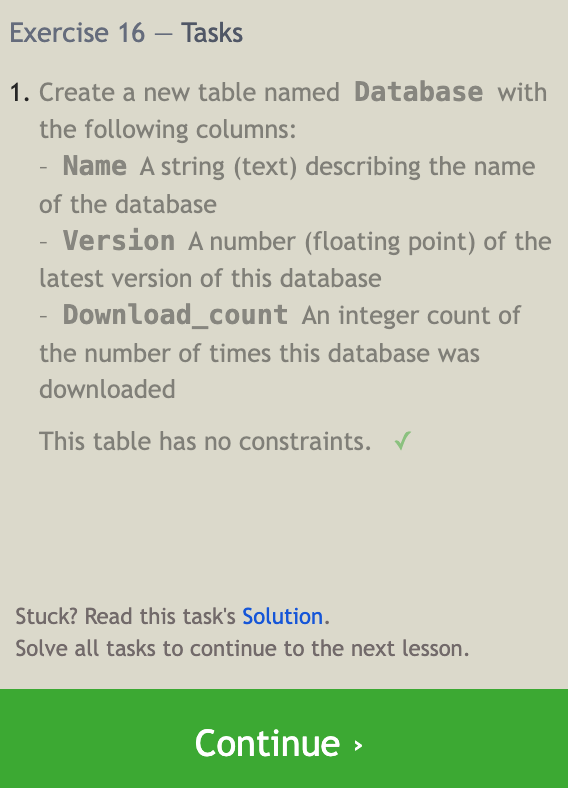 Exercise 16 — Tasks
1. Create a new table named Database with
the following columns:
– Name A string (text) describing the name
of the database
– Version A number (floating point) of the
latest version of this database
– Download_count An integer count of
the number of times this database was
downloaded
This table has no constraints. ✓
Stuck? Read this task's Solution.
Solve all tasks to continue to the next lesson.
Continue ›